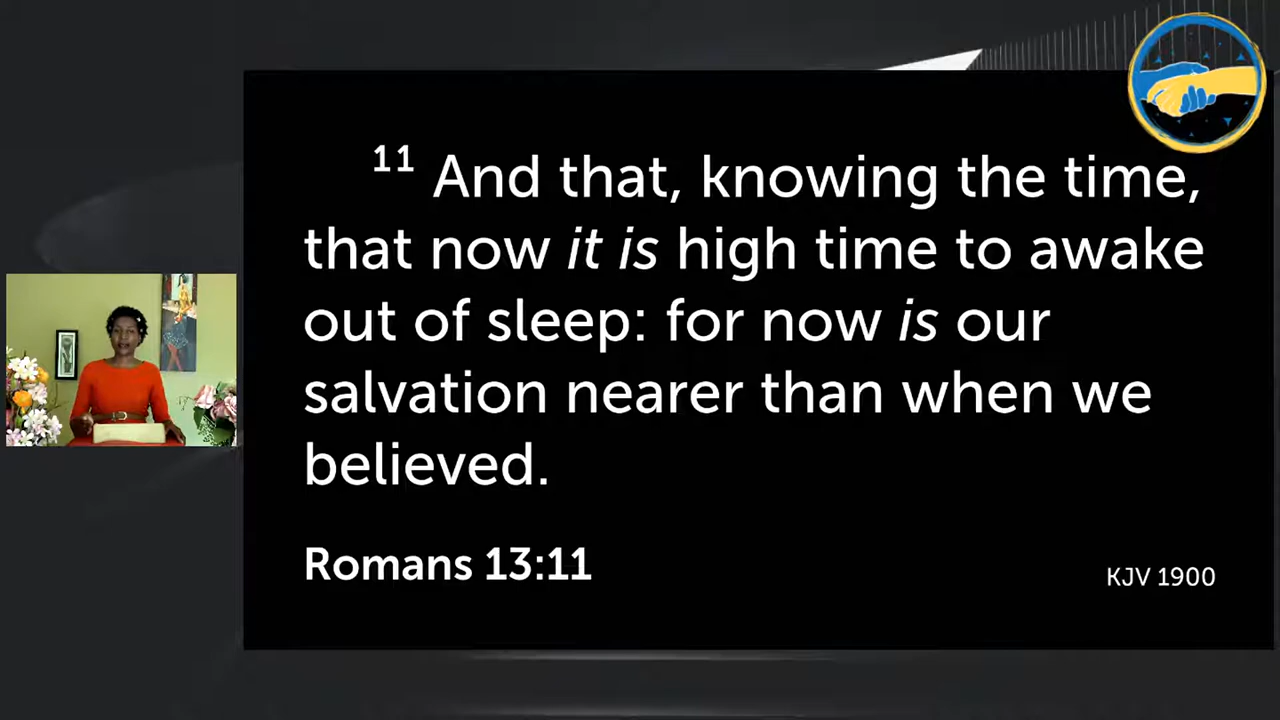 11 And that, knowing the time,
that now it is high time to awake
out of sleep: for now is our
salvation nearer than when we
believed.
Romans 13:11
KJV 1900